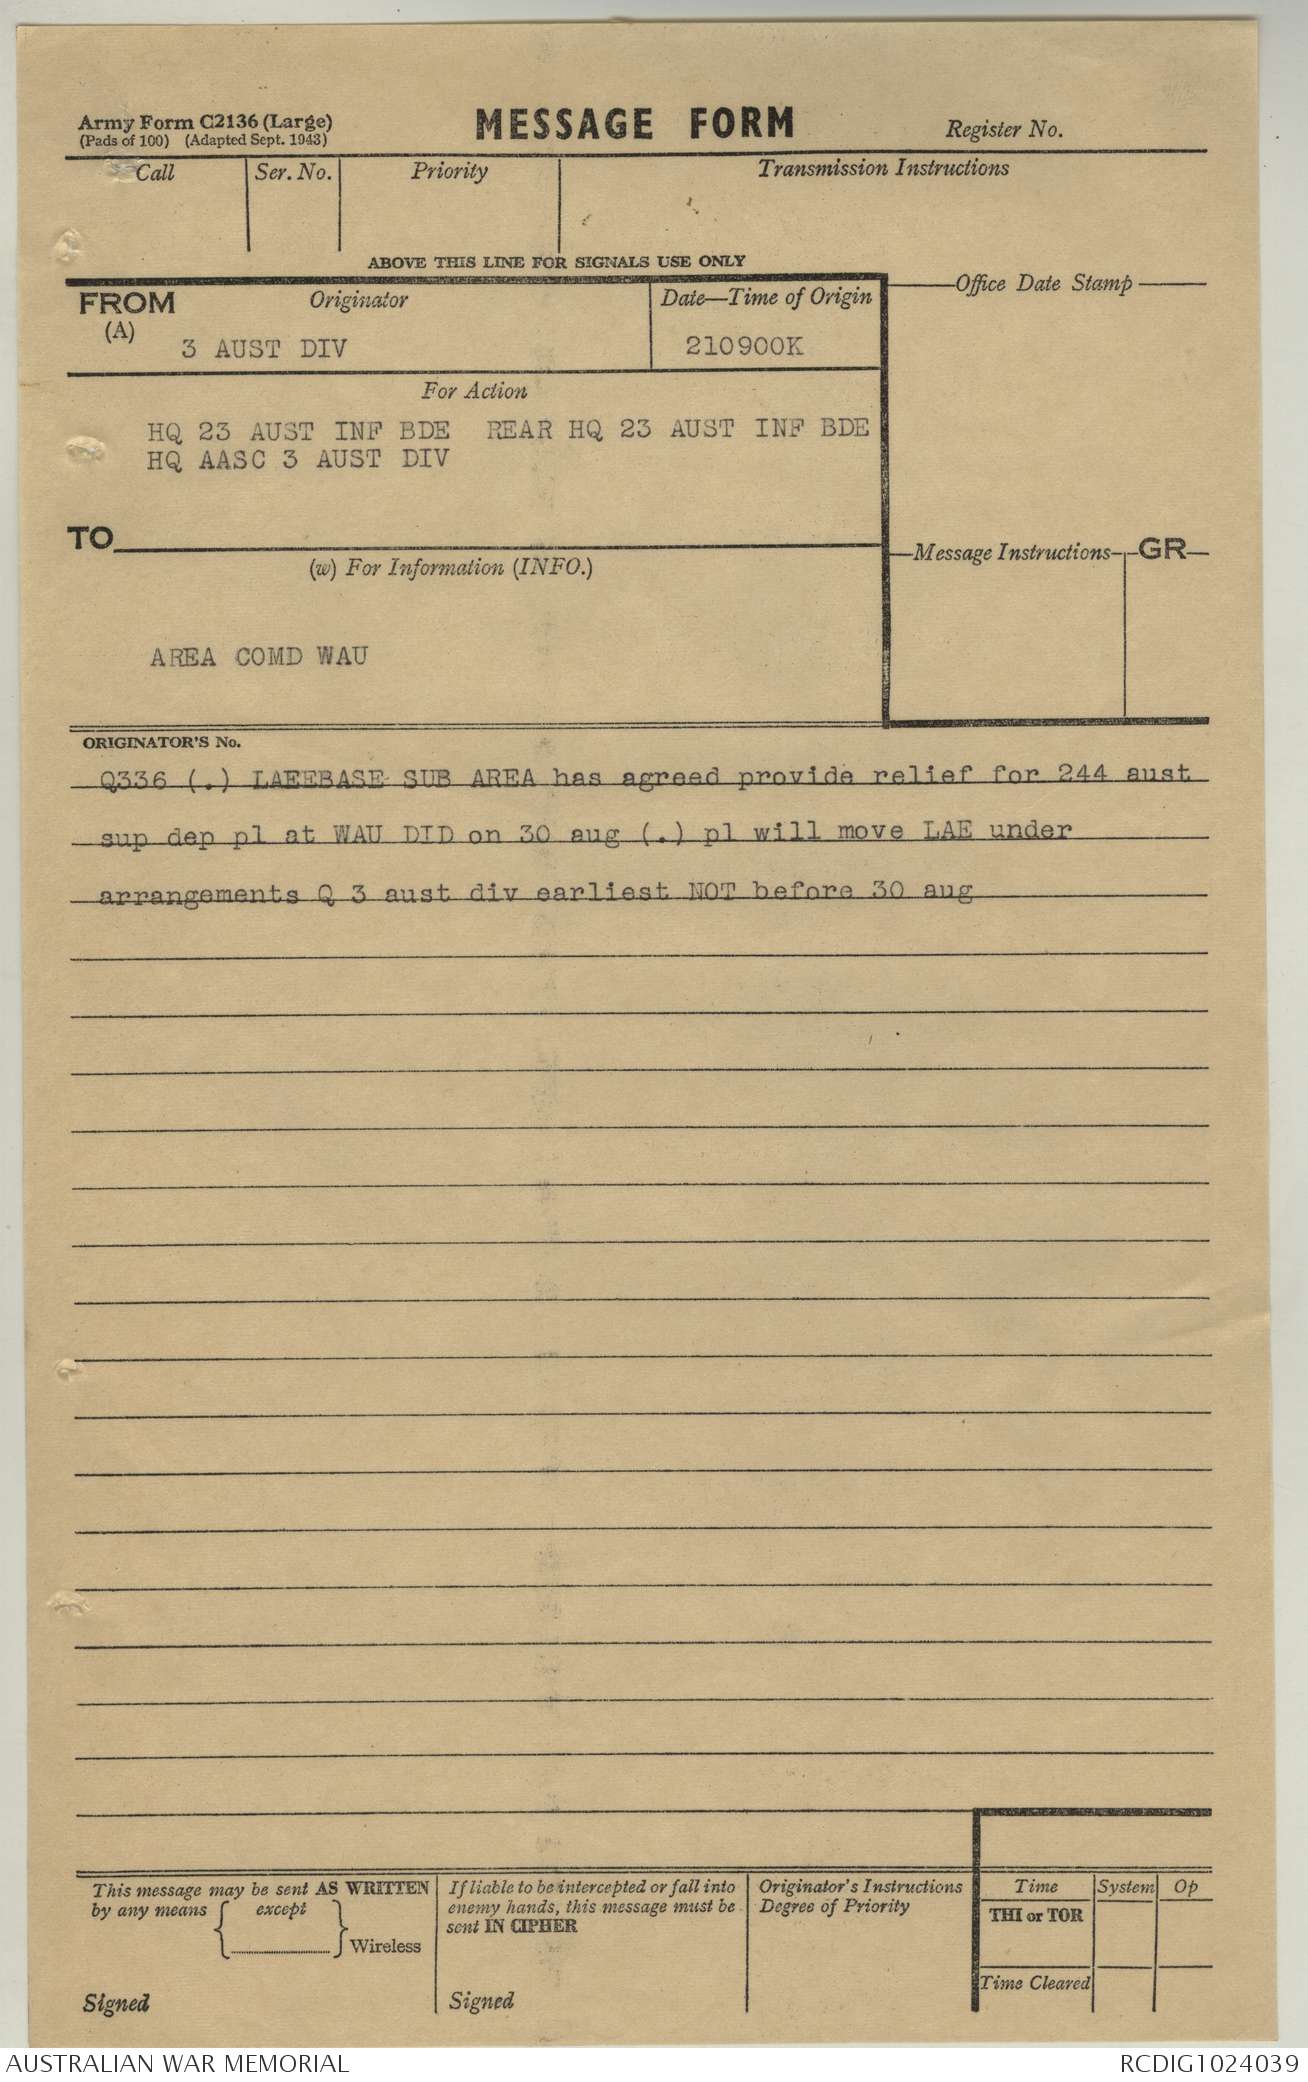 Army Form C2136 (Large)
(Pads of 100) (Adapted Sept. 1943)
MESSAGE FORM
Register No.
Call
Ser. No.
Priority
Transmission Instructions
ABOVE THIS LINE FOR SIGNALS USE ONLY
FROM
(A)
Originator
3 AUST DIV
Date—Time of Origin
210900K
Office Date Stamp
For Action
HQ 23 AUST INF BDE REAR HQ 23 AUST INF BDE
HQ AASC 3 AUST DIV
TO
(w) For Information (INFO.)
Message Instructions
GR
AREA COMD WAU
ORIGINATOR'S No.
Q336 (.) LAEEBASE SUB AREA has agreed provide relief for 244 aust
sup dep pl at WAU DID on 30 aug (.) pl will move LAE under
arrangements Q 3 aust div earliest NOT before 30 aug
This message may be sent AS WRITTEN
by any means { except
} Wireless
Signed
If liable to be intercepted or fall into
enemy hands, this message must be
sent IN CIPHER
Signed
Originator's Instructions
Degree of Priority
Time
System
Op
THI or TOR
Time Cleared
AUSTRALIAN WAR MEMORIAL
RCDIG1024039